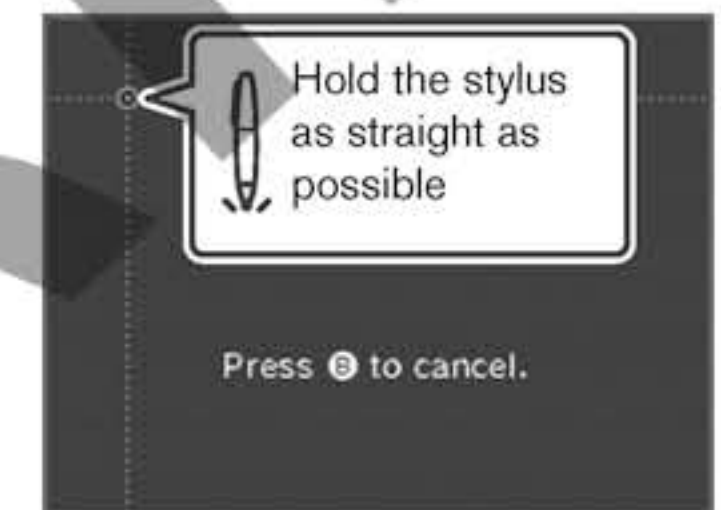 Hold the stylus
as straight as
possible
Press Ⓑ to cancel.